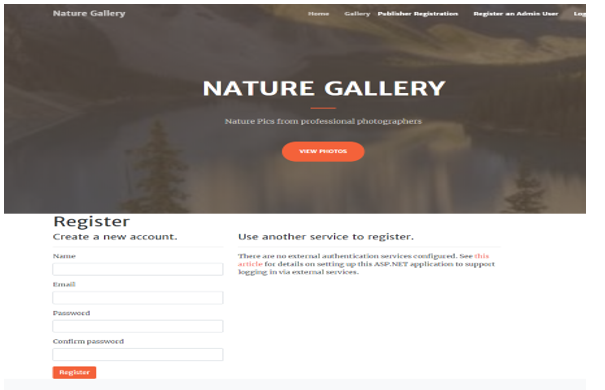 Nature Gallery
Home Gallery Publisher Registration Register an Admin User Log
NATURE GALLERY
Nature Pics from professional photographers
VIEW PHOTOS
Register
Create a new account.
Name
Email
Password
Confirm password
Register
Use another service to register.
There are no external authentication services configured. See this
article for details on setting up this ASP.NET application to support
logging in via external services.